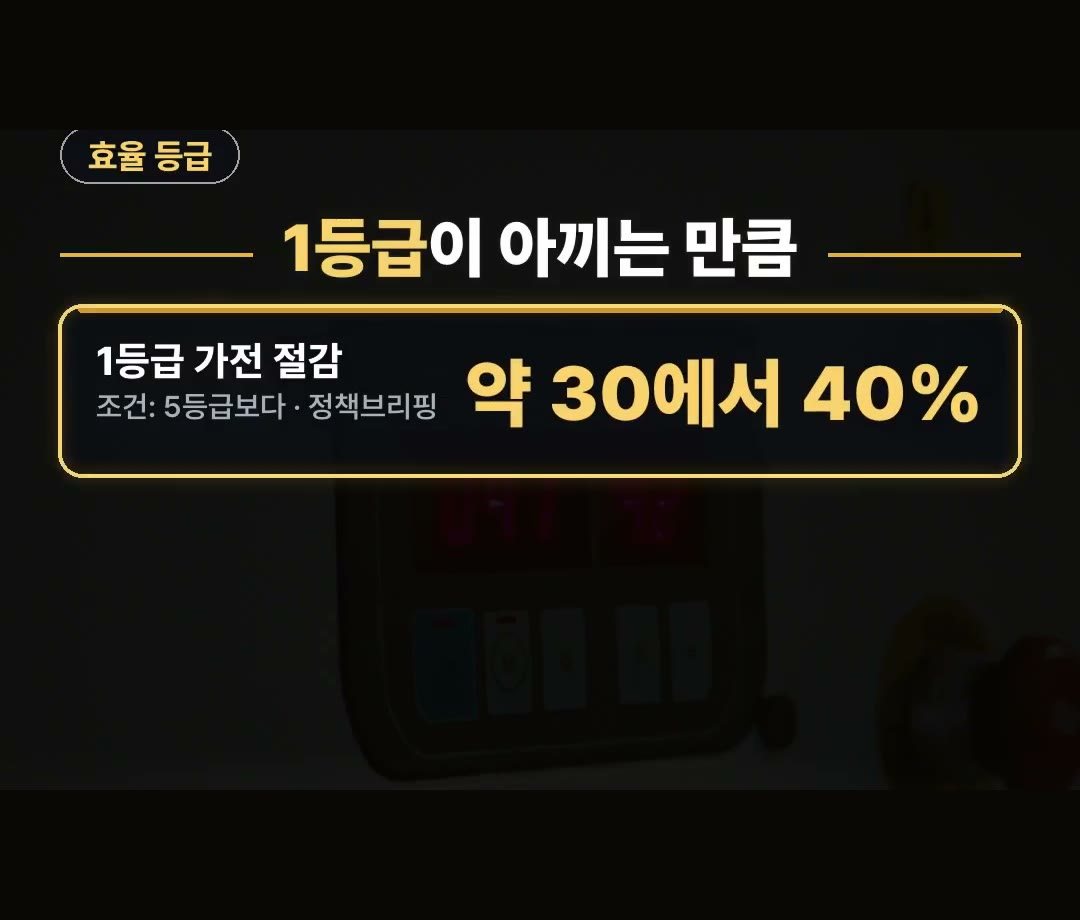 효율 등급
1등급이 아끼는 만큼
1등급 가전 절감
조건: 5등급보다 · 정책브리핑
약 30에서 40%